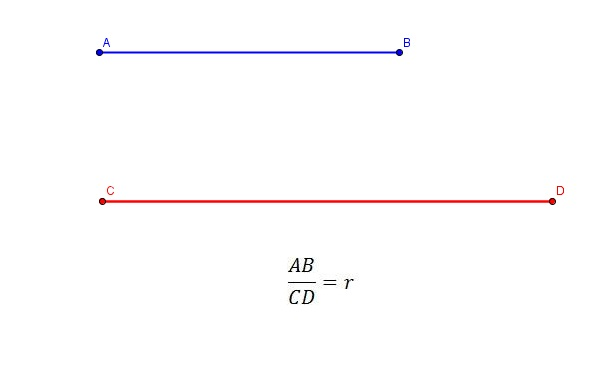 A B
C D
AB
CD = r